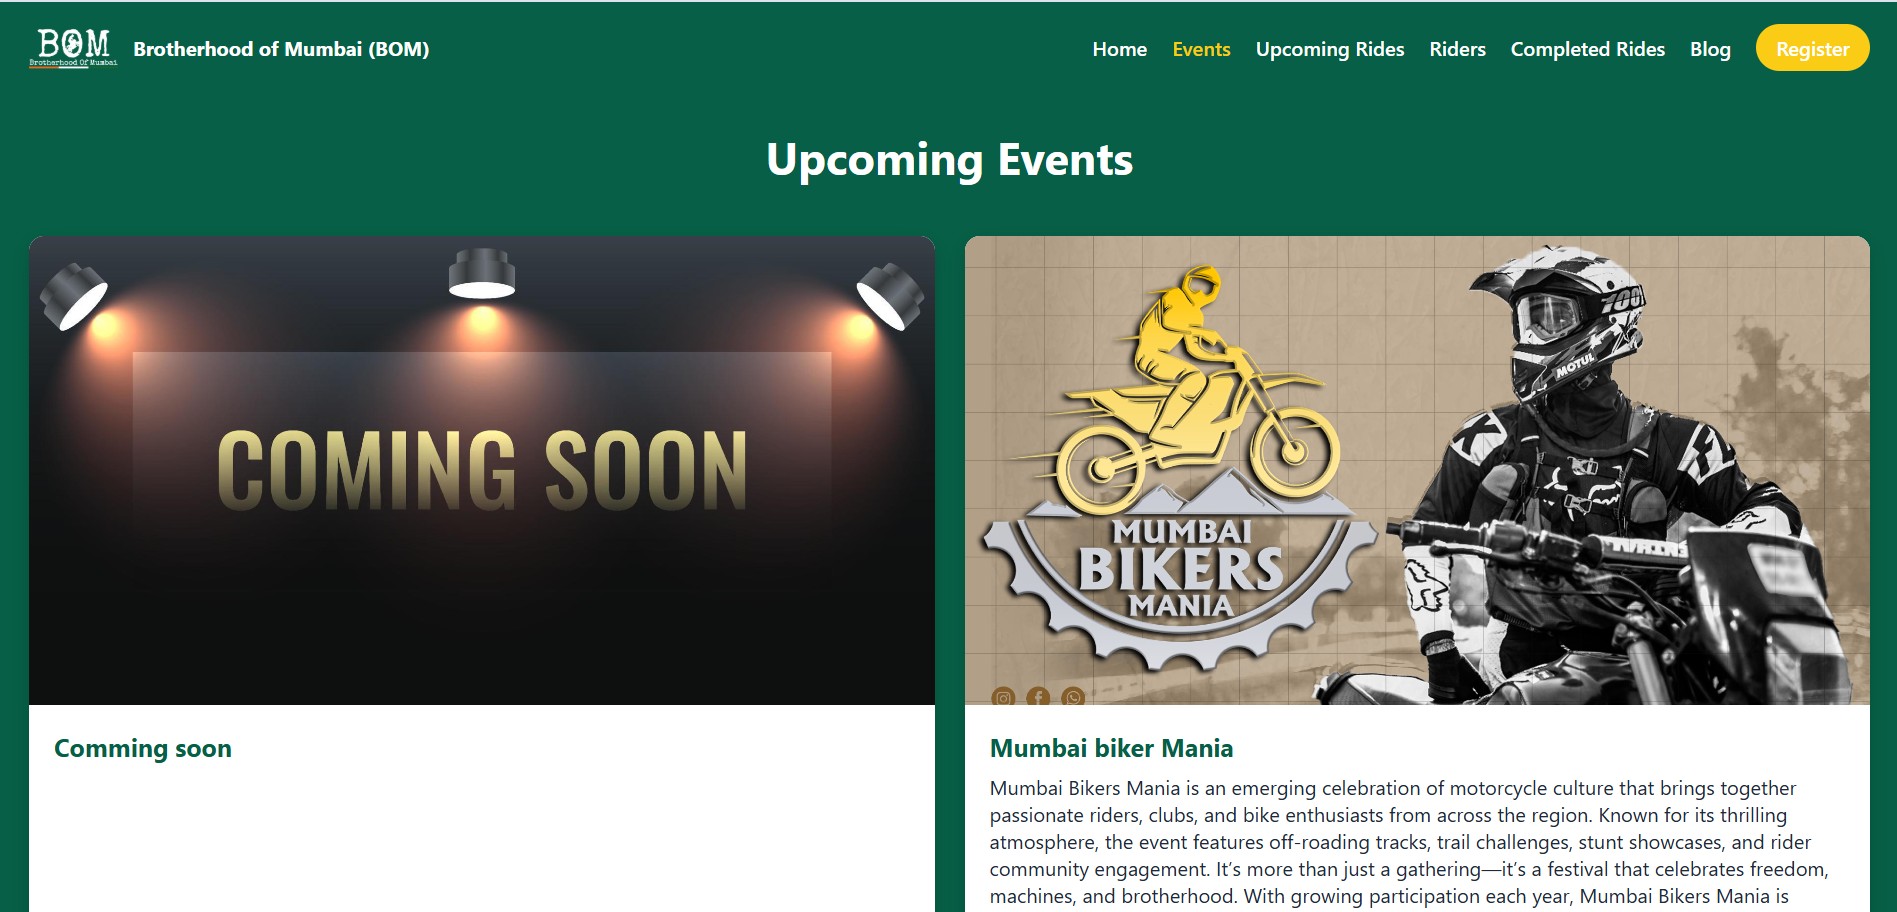 BOM
Brotherhood Of Mumbai
Brotherhood of Mumbai (BOM)
Home
Events
Upcoming Rides
Riders
Completed Rides
Blog
Register
Upcoming Events
COMING SOON
MUMBAI
BIKERS
MANIA
100
MOTUL
Comming soon
Mumbai biker Mania
Mumbai Bikers Mania is an emerging celebration of motorcycle culture that brings together
passionate riders, clubs, and bike enthusiasts from across the region. Known for its thrilling
atmosphere, the event features off-roading tracks, trail challenges, stunt showcases, and rider
community engagement. It’s more than just a gathering—it’s a festival that celebrates freedom,
machines, and brotherhood. With growing participation each year, Mumbai Bikers Mania is